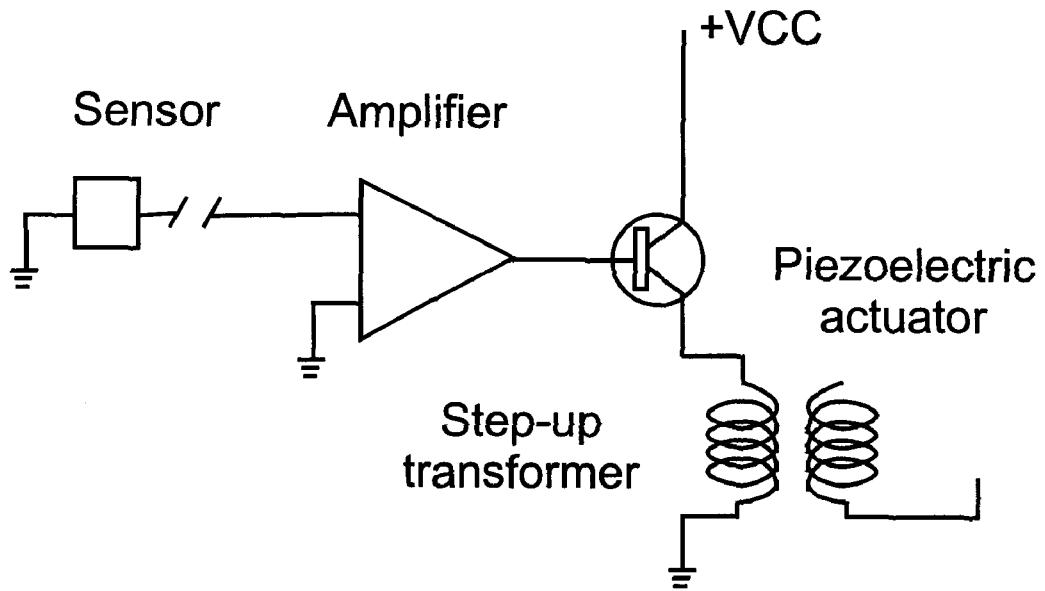 +VCC
Sensor
Amplifier
Piezoelectric
actuator
Step-up
transformer